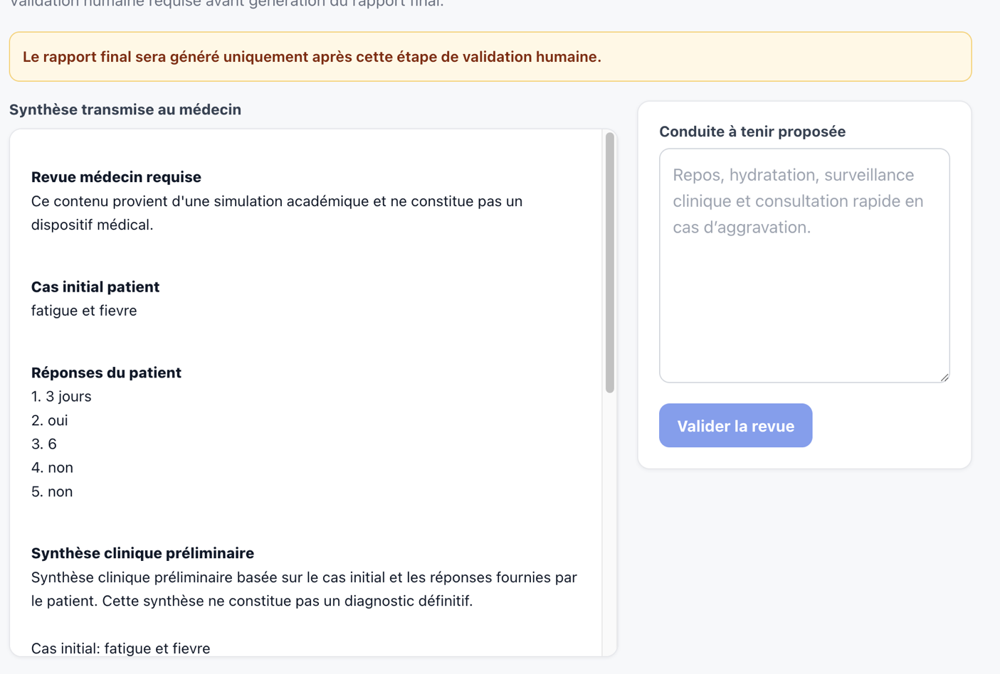 Validation humaine requise avant génération du rapport final.
Le rapport final sera généré uniquement après cette étape de validation humaine.
Synthèse transmise au médecin
Revue médecin requise
Ce contenu provient d'une simulation académique et ne constitue pas un
dispositif médical.
Cas initial patient
fatigue et fievre
Réponses du patient
1. 3 jours
2. oui
3. 6
4. non
5. non
Synthèse clinique préliminaire
Synthèse clinique préliminaire basée sur le cas initial et les réponses fournies par
le patient. Cette synthèse ne constitue pas un diagnostic définitif.
Cas initial: fatigue et fievre
Conduite à tenir proposée
Repos, hydratation, surveillance
clinique et consultation rapide en
cas d’aggravation.
Valider la revue